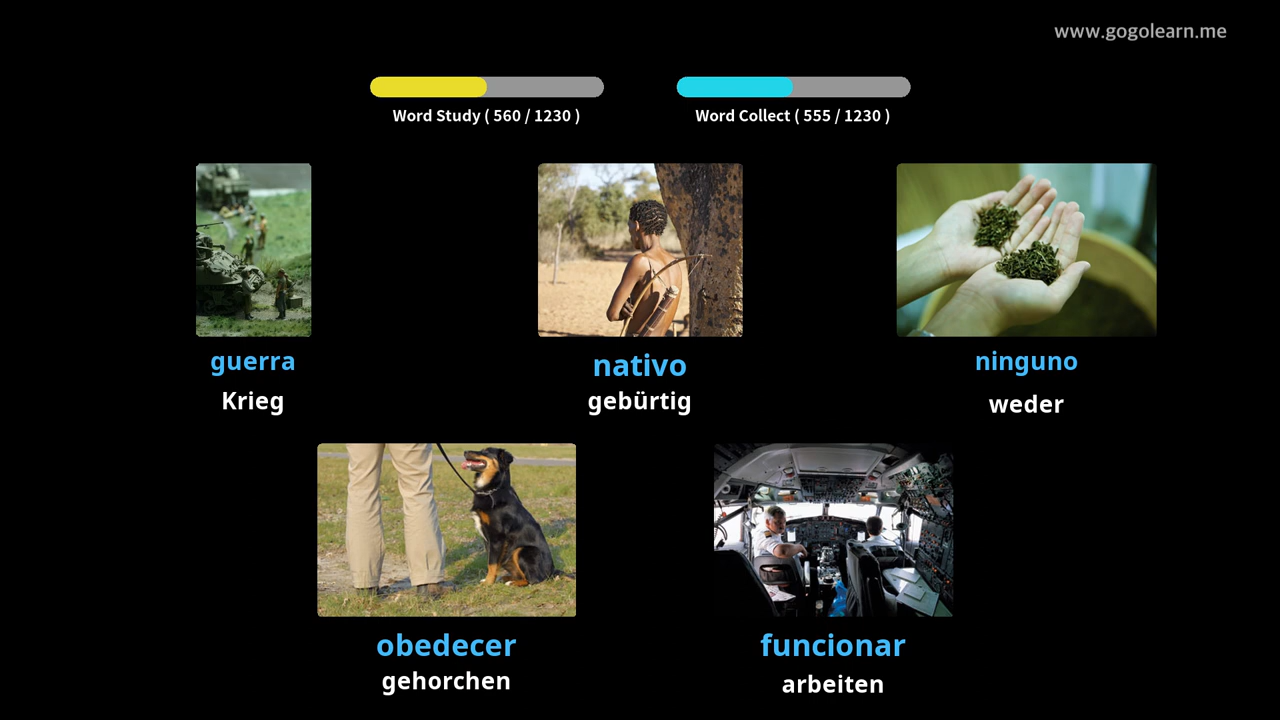 www.gogolearn.me
Word Study ( 560 / 1230 )
Word Collect ( 555 / 1230 )
guerra
Krieg
nativo
gebürtig
ninguno
weder
obedecer
gehorchen
funcionar
arbeiten